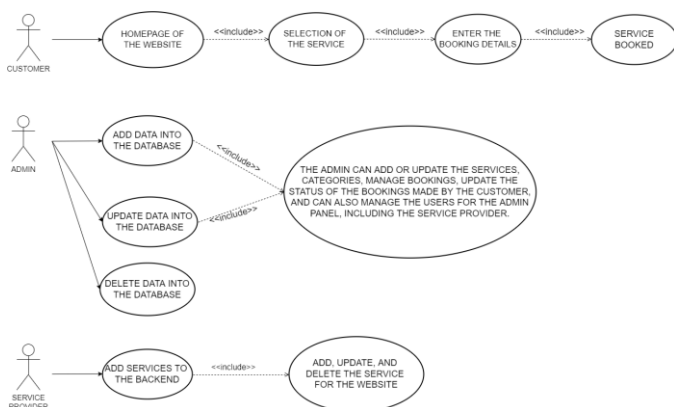 HOMEPAGE OF
THE WEBSITE
<<include>>
SELECTION OF
THE SERVICE
<<include>>
ENTER THE
BOOKING DETAILS
<<include>>
SERVICE
BOOKED
CUSTOMER
ADMIN
ADD DATA INTO
THE DATABASE
<<include>>
THE ADMIN CAN ADD OR UPDATE THE SERVICES,
CATEGORIES, MANAGE BOOKINGS, UPDATE THE
STATUS OF THE BOOKINGS MADE BY THE CUSTOMER,
AND CAN ALSO MANAGE THE USERS FOR THE ADMIN
PANEL, INCLUDING THE SERVICE PROVIDER.
UPDATE DATA INTO
THE DATABASE
<<include>>
DELETE DATA INTO
THE DATABASE
ADD SERVICES TO
THE BACKEND
<<include>>
ADD, UPDATE, AND
DELETE THE SERVICE
FOR THE WEBSITE
SERVICE
PROVIDER